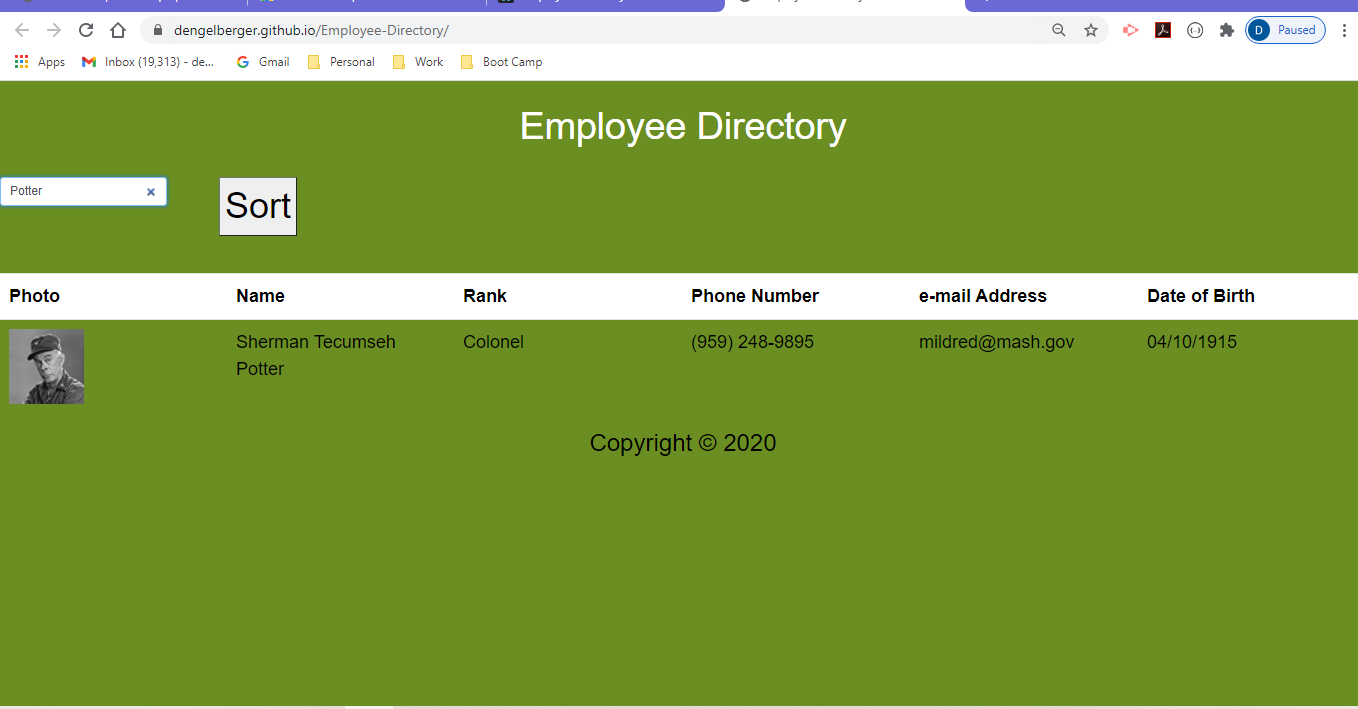 dengelberger.github.io/Employee-Directory/
D Paused
Apps Inbox (19,313) - de... Gmail Personal Work Boot Camp
Employee Directory
Potter
Sort
Photo Name Rank Phone Number e-mail Address Date of Birth
Sherman Tecumseh Colonel (959) 248-9895 mildred@mash.gov 04/10/1915
Potter
Copyright © 2020